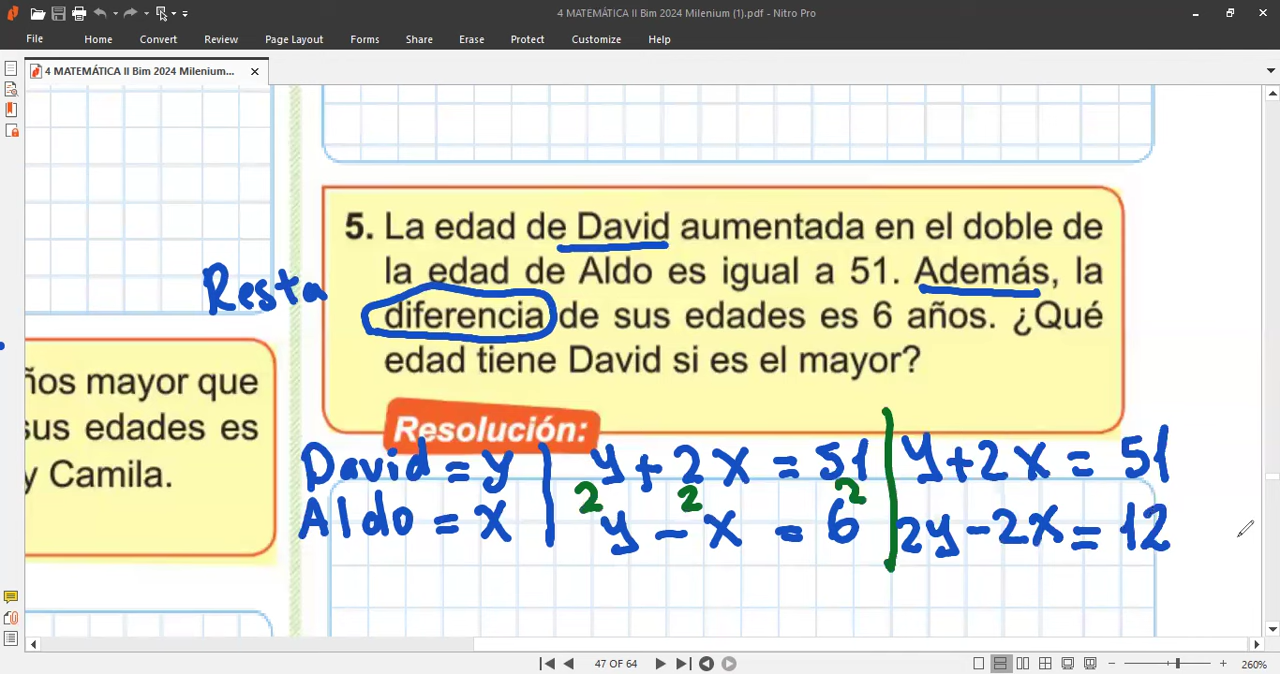 4 MATEMÁTICA II Bim 2024 Milenium (1).pdf - Nitro Pro
File Home Convert Review Page Layout Forms Share Erase Protect Customize Help
4 MATEMÁTICA II Bim 2024 Milenium...
5. La edad de David aumentada en el doble de
la edad de Aldo es igual a 51. Además, la
Resta
diferencia de sus edades es 6 años. ¿Qué
edad tiene David si es el mayor?
ños mayor que
sus edades es
y Camila.
Resolución:
David = y | y + 2x = 51 | y + 2x = 51
2 2 2
Aldo = x | y - x = 6 | 2y - 2x = 12
47 OF 64
260%